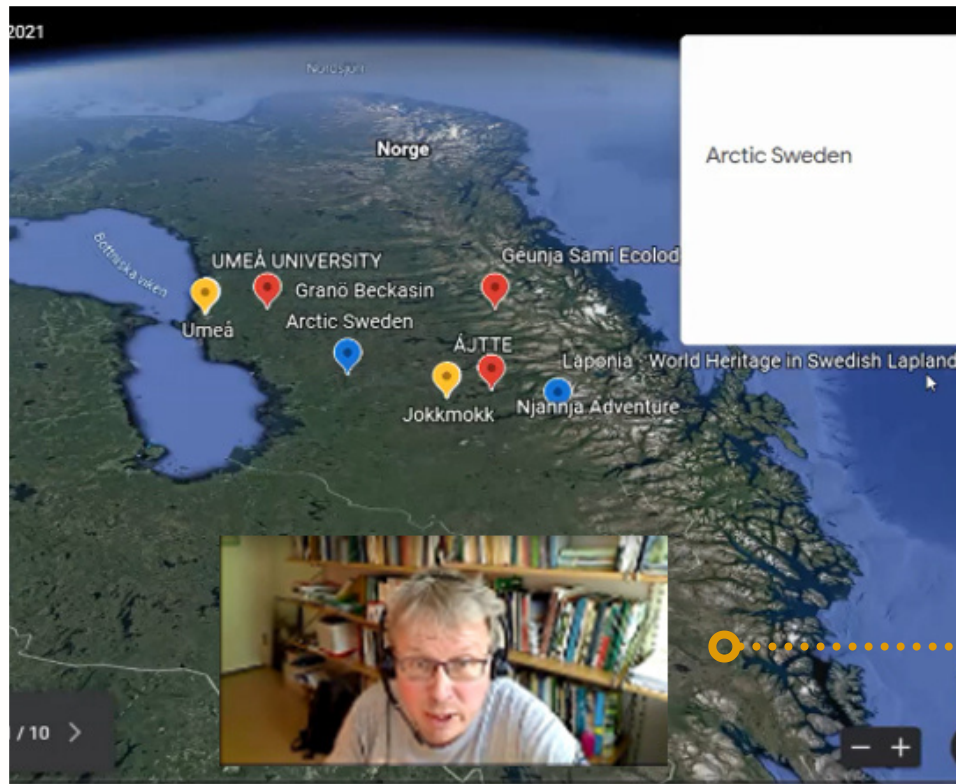 2021
Nordsjön
Norge
Arctic Sweden
Bottniska viken
UMEÅ UNIVERSITY
Géunja Sami Ecolod
Granö Beckasin
Umeå
Arctic Sweden
ÁJTTE
Laponia - World Heritage in Swedish Lapland
Jokkmokk
Njannja Adventure
/ 10